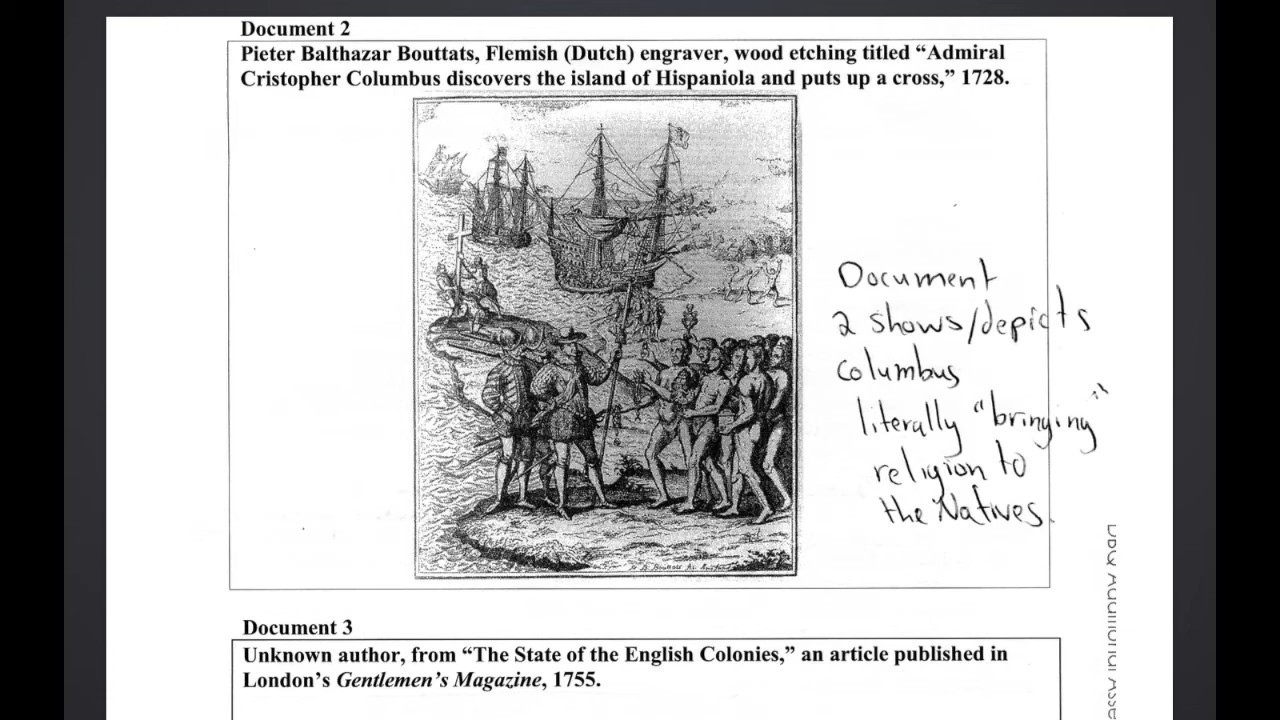 Document 2
Pieter Balthazar Bouttats, Flemish (Dutch) engraver, wood etching titled “Admiral
Cristopher Columbus discovers the island of Hispaniola and puts up a cross,” 1728.
Document
2 shows/depicts
columbus
literally “bringing”
religion to
the Natives.
Document 3
Unknown author, from “The State of the English Colonies,” an article published in
London’s Gentlemen’s Magazine, 1755.
DBQ Additional